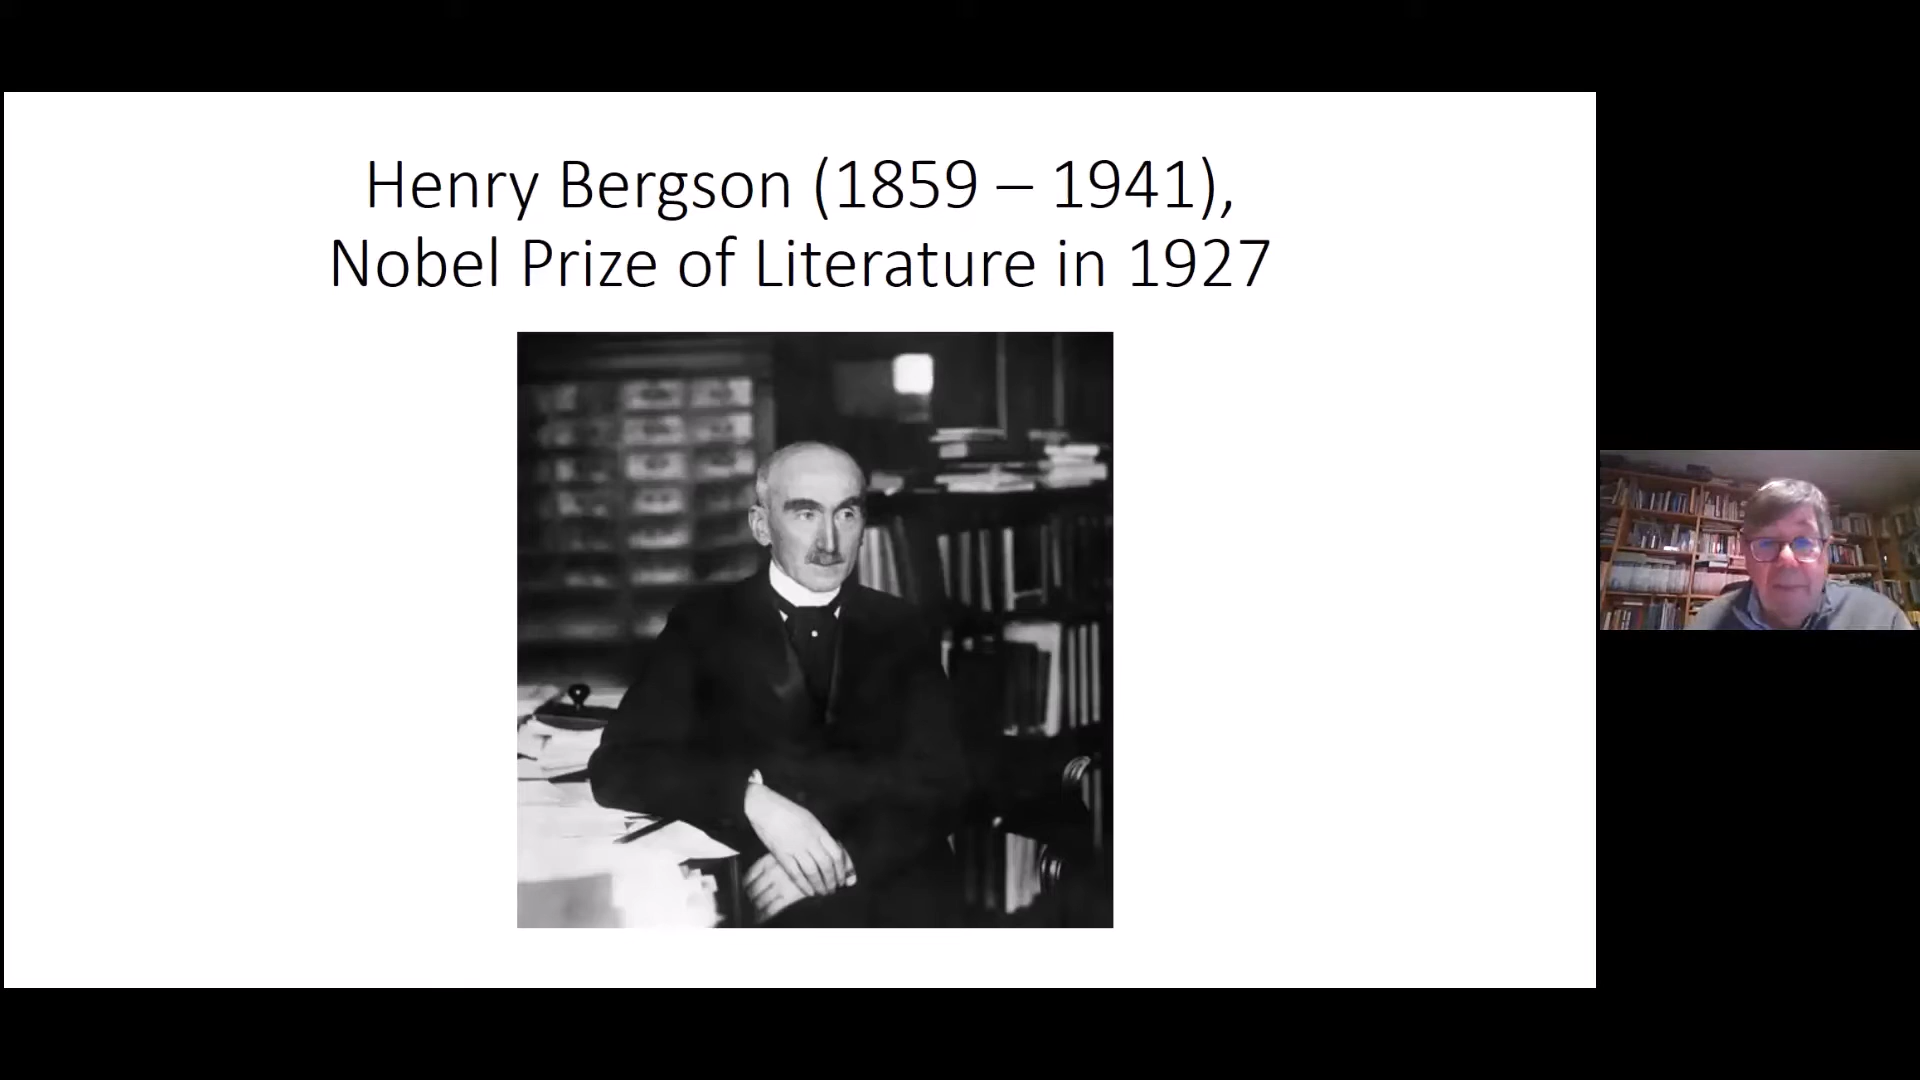 Henry Bergson (1859 – 1941),
Nobel Prize of Literature in 1927